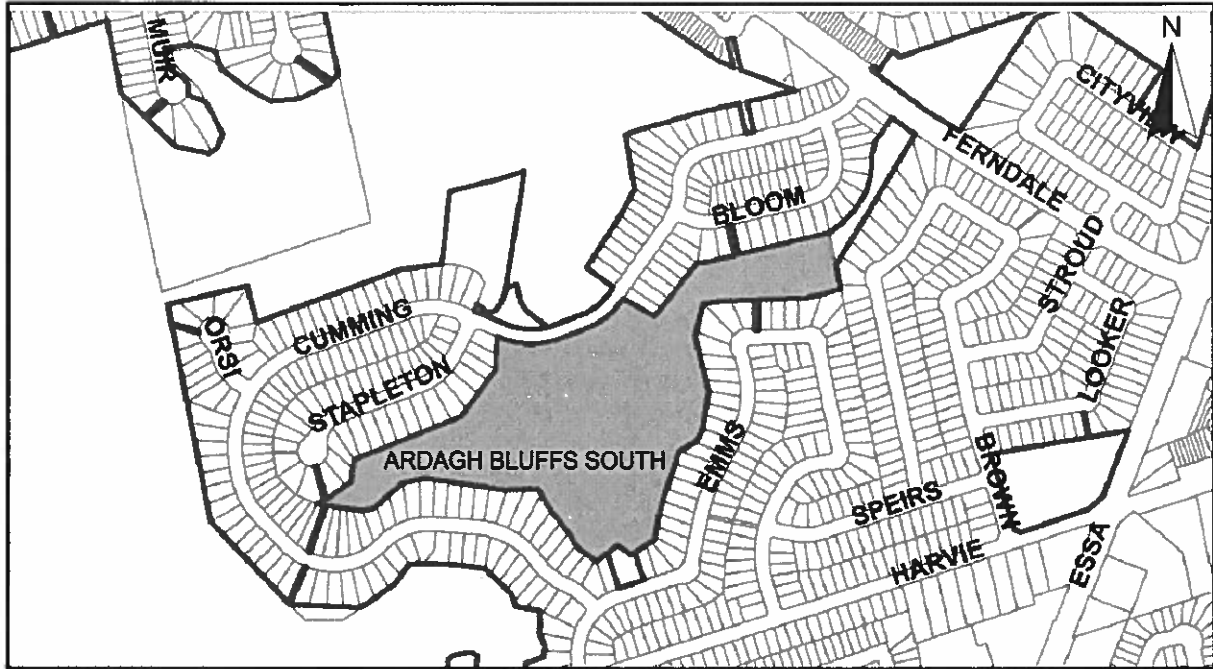 MUIR
N
CITYVIEW
FERNDALE
BLOOM
STROUD
ORSI
CUMMING
LOOKER
STAPLETON
EMMS
ARDAGH BLUFFS SOUTH
BROWN
SPEIRS
HARVIE
ESSA